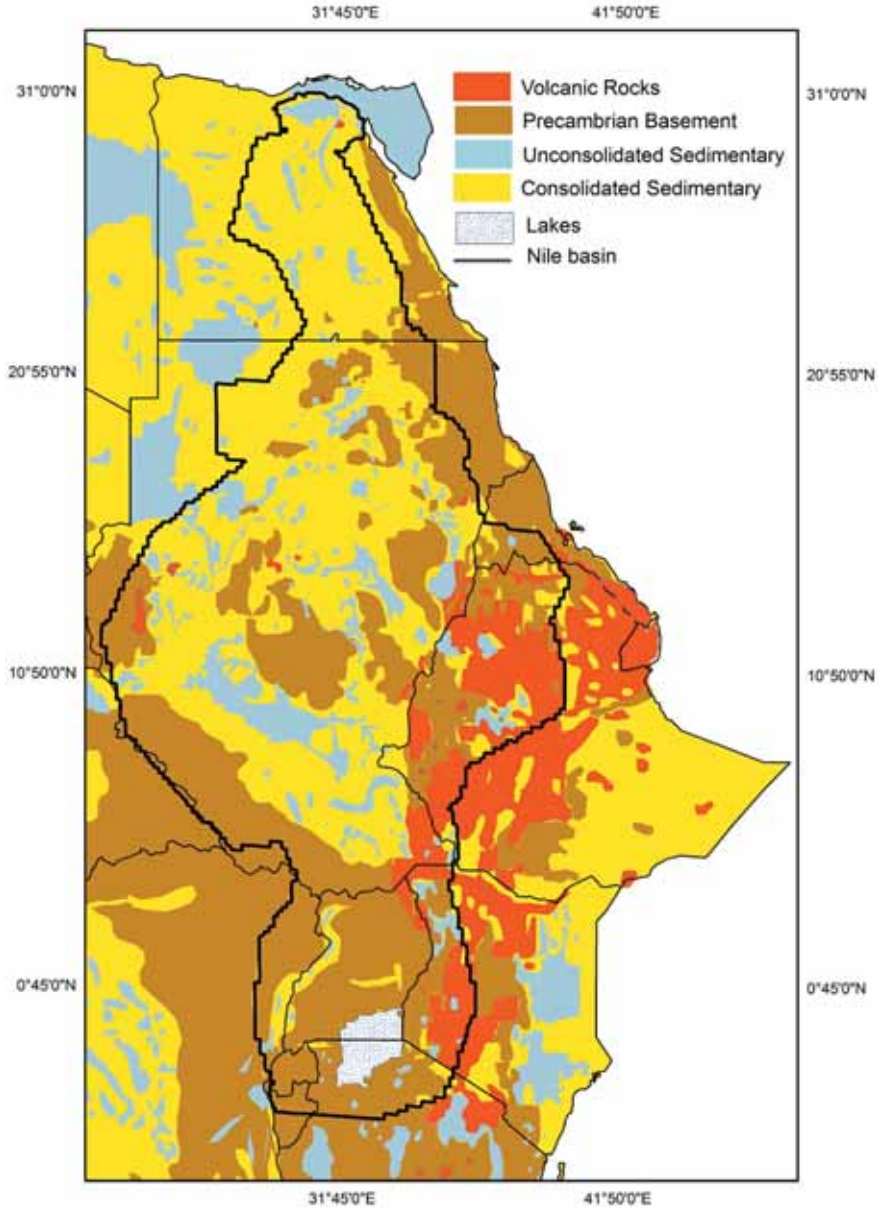 31°45'0"E 41°50'0"E
31°0'0"N 31°0'0"N
Volcanic Rocks
Precambrian Basement
Unconsolidated Sedimentary
Consolidated Sedimentary
Lakes
Nile basin
20°55'0"N 20°55'0"N
10°50'0"N 10°50'0"N
0°45'0"N 0°45'0"N
31°45'0"E 41°50'0"E